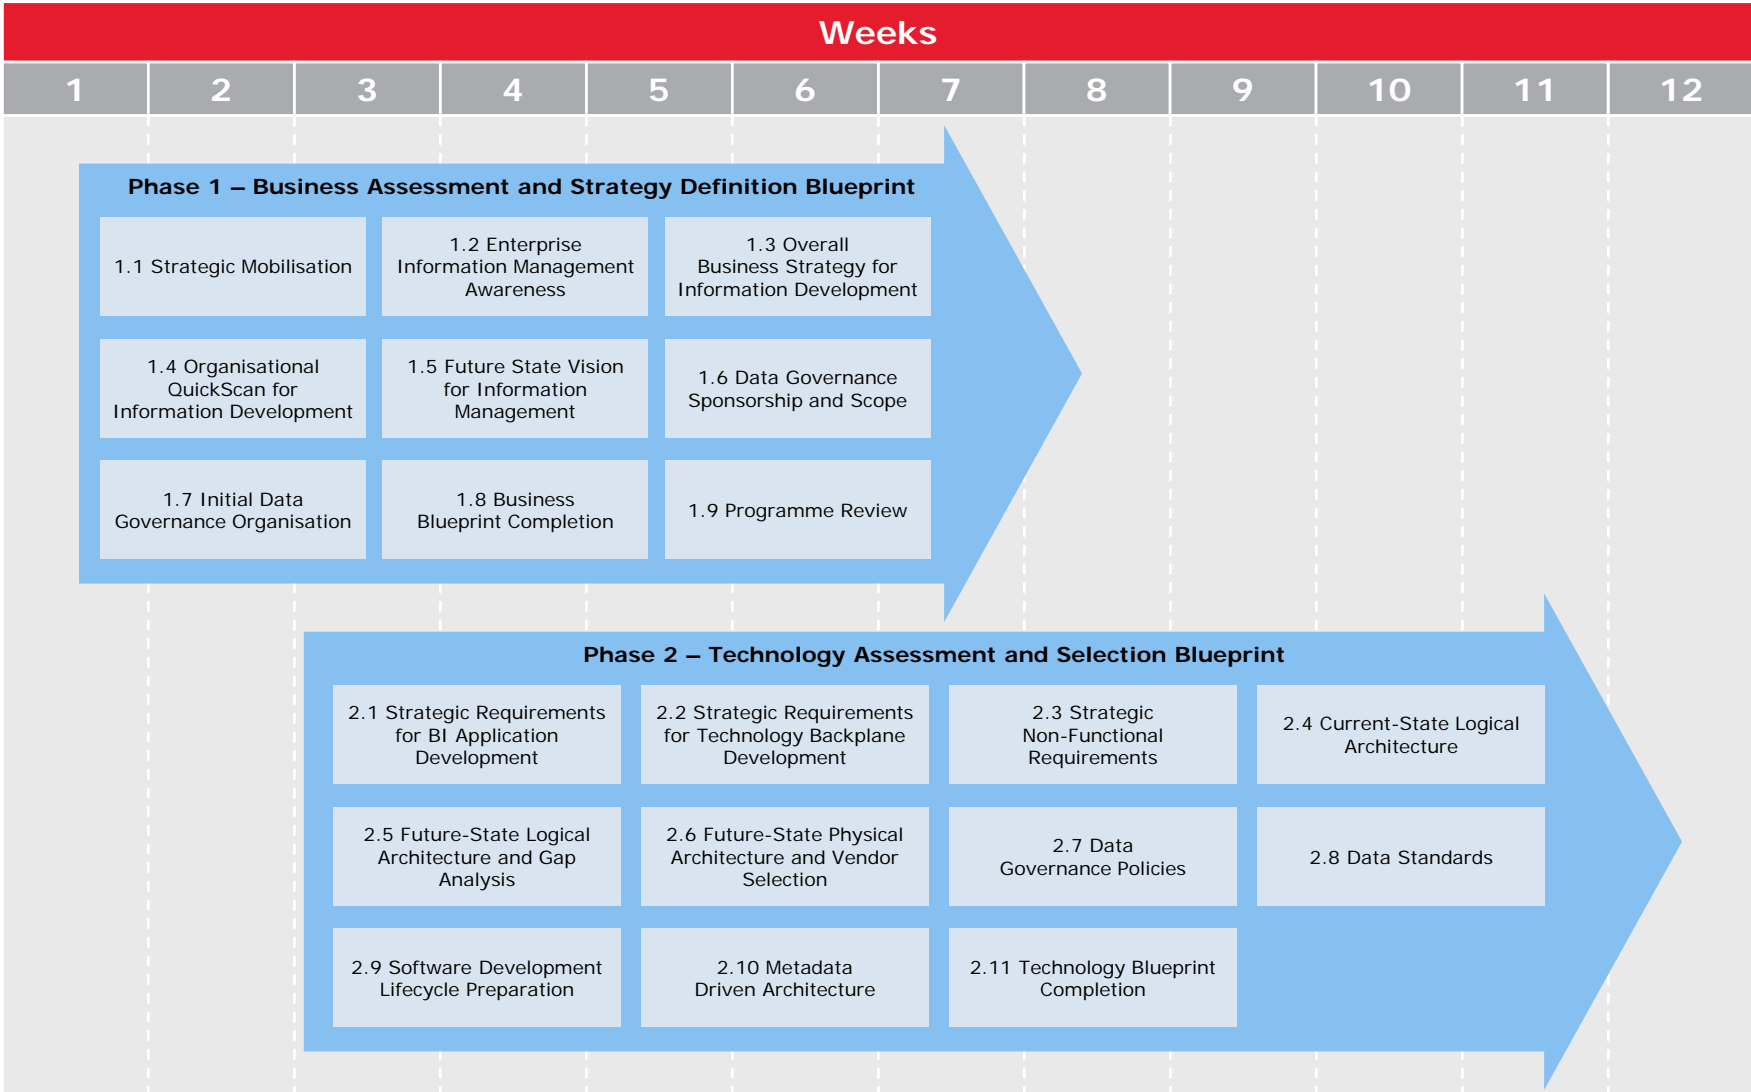 Weeks
1 2 3 4 5 6 7 8 9 10 11 12
Phase 1 – Business Assessment and Strategy Definition Blueprint
1.1 Strategic Mobilisation
1.2 Enterprise
Information Management
Awareness
1.3 Overall
Business Strategy for
Information Development
1.4 Organisational
QuickScan for
Information Development
1.5 Future State Vision
for Information
Management
1.6 Data Governance
Sponsorship and Scope
1.7 Initial Data
Governance Organisation
1.8 Business
Blueprint Completion
1.9 Programme Review
Phase 2 – Technology Assessment and Selection Blueprint
2.1 Strategic Requirements
for BI Application
Development
2.2 Strategic Requirements
for Technology Backplane
Development
2.3 Strategic
Non-Functional
Requirements
2.4 Current-State Logical
Architecture
2.5 Future-State Logical
Architecture and Gap
Analysis
2.6 Future-State Physical
Architecture and Vendor
Selection
2.7 Data
Governance Policies
2.8 Data Standards
2.9 Software Development
Lifecycle Preparation
2.10 Metadata
Driven Architecture
2.11 Technology Blueprint
Completion